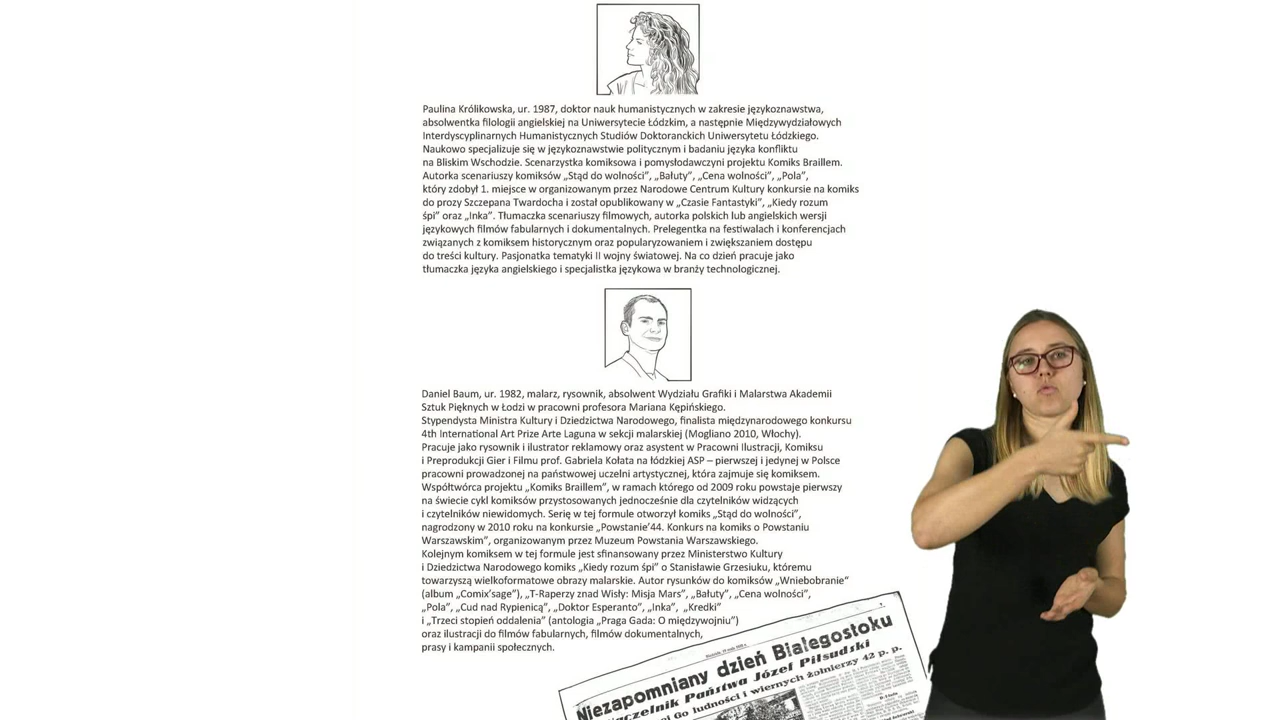 Paulina Królikowska, ur. 1987, doktor nauk humanistycznych w zakresie językoznawstwa,
absolwentka filologii angielskiej na Uniwersytecie Łódzkim, a następnie Międzywydziałowych
Interdyscyplinarnych Humanistycznych Studiów Doktoranckich Uniwersytetu Łódzkiego.
Naukowo specjalizuje się w językoznawstwie politycznym i badaniu języka konfliktu
na Bliskim Wschodzie. Scenarzystka komiksowa i pomysłodawczyni projektu Komiks Braillem.
Autorka scenariuszy komiksów „Stąd do wolności”, „Bałuty”, „Cena wolności”, „Pola”,
który zdobył 1. miejsce w organizowanym przez Narodowe Centrum Kultury konkursie na komiks
do prozy Szczepana Twardocha i został opublikowany w „Czasie Fantastyki”, „Kiedy rozum
śpi” oraz „Inka”. Tłumaczka scenariuszy filmowych, autorka polskich lub angielskich wersji
językowych filmów fabularnych i dokumentalnych. Prelegentka na festiwalach i konferencjach
związanych z komiksem historycznym oraz popularyzowaniem i zwiększaniem dostępu
do treści kultury. Pasjonatka tematyki II wojny światowej. Na co dzień pracuje jako
tłumaczka języka angielskiego i specjalistka językowa w branży technologicznej.
Daniel Baum, ur. 1982, malarz, rysownik, absolwent Wydziału Grafiki i Malarstwa Akademii
Sztuk Pięknych w Łodzi w pracowni profesora Mariana Kępińskiego.
Stypendysta Ministra Kultury i Dziedzictwa Narodowego, finalista międzynarodowego konkursu
4th International Art Prize Arte Laguna w sekcji malarskiej (Mogliano 2010, Włochy).
Pracuje jako rysownik i ilustrator reklamowy oraz asystent w Pracowni Ilustracji, Komiksu
i Preprodukcji Gier i Filmu prof. Gabriela Kołata na łódzkiej ASP – pierwszej i jedynej w Polsce
pracowni prowadzonej na państwowej uczelni artystycznej, która zajmuje się komiksem.
Współtwórca projektu „Komiks Braillem”, w ramach którego od 2009 roku powstaje pierwszy
na świecie cykl komiksów przystosowanych jednocześnie dla czytelników widzących
i czytelników niewidomych. Serię w tej formule otworzył komiks „Stąd do wolności”,
nagrodzony w 2010 roku na konkursie „Powstanie’44. Konkurs na komiks o Powstaniu
Warszawskim”, organizowanym przez Muzeum Powstania Warszawskiego.
Kolejnym komiksem w tej formule jest sfinansowany przez Ministerstwo Kultury
i Dziedzictwa Narodowego komiks „Kiedy rozum śpi” o Stanisławie Grzesiuku, któremu
towarzyszą wielkoformatowe obrazy malarskie. Autor rysunków do komiksów „Wniebobranie”
(album „Comix’sage”), „T-Raperzy znad Wisły: Misja Mars”, „Bałuty”, „Cena wolności”,
„Pola”, „Cud nad Rypienicą”, „Doktor Esperanto”, „Inka”, „Kredki”
i „Trzeci stopień oddalenia” (antologia „Praga Gada: O międzywojniu”)
oraz ilustracji do filmów fabularnych, filmów dokumentalnych,
prasy i kampanii społecznych.
Niezapomniany dzień Białegostoku
Państwa Józef Piłsudski
Go ludności i wiernych żołnierzy 42 p. p.